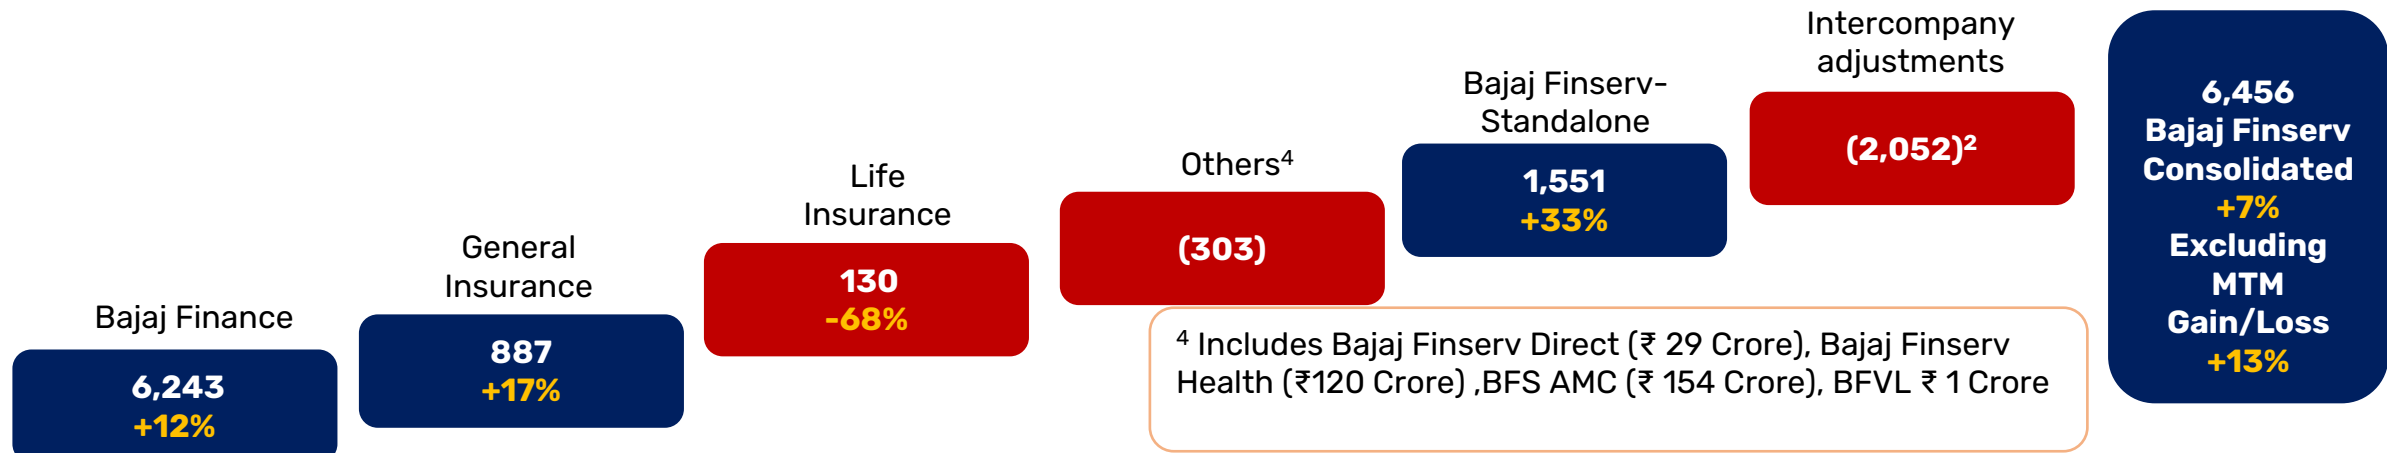 Bajaj Finance
6,243
+12%
General
Insurance
887
+17%
Life
Insurance
130
-68%
Others⁴
(303)
Bajaj Finserv-
Standalone
1,551
+33%
Intercompany
adjustments
(2,052)²
6,456
Bajaj Finserv
Consolidated
+7%
Excluding
MTM
Gain/Loss
+13%
⁴ Includes Bajaj Finserv Direct (₹ 29 Crore), Bajaj Finserv
Health (₹120 Crore) ,BFS AMC (₹ 154 Crore), BFVL ₹ 1 Crore